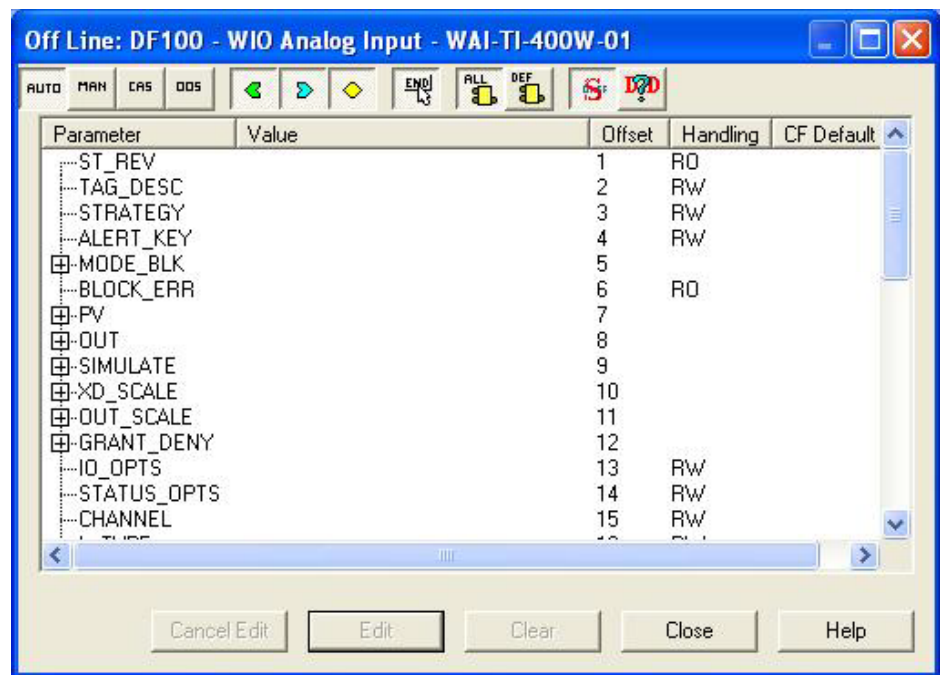 Off Line: DF100 - WIO Analog Input - WAI-TI-400W-01
AUTO MAN CAS OOS END ALL DEF S DD
Parameter Value Offset Handling CF Default
ST_REV 1 RO
TAG_DESC 2 RW
STRATEGY 3 RW
ALERT_KEY 4 RW
MODE_BLK 5
BLOCK_ERR 6 RO
PV 7
OUT 8
SIMULATE 9
XD_SCALE 10
OUT_SCALE 11
GRANT_DENY 12
IO_OPTS 13 RW
STATUS_OPTS 14 RW
CHANNEL 15 RW
Cancel Edit Edit Clear Close Help